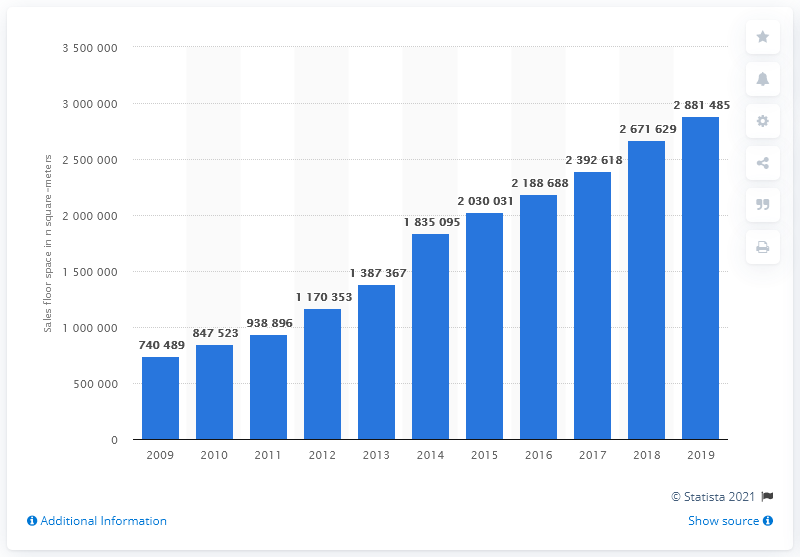 3 500 000
3 000 000
2 500 000
2 000 000
1 500 000
1 000 000
500 000
0
Sales floor space in n square-meters
740 489
847 523
938 896
1 170 353
1 387 367
1 835 095
2 030 031
2 188 688
2 392 618
2 671 629
2 881 485
2009 2010 2011 2012 2013 2014 2015 2016 2017 2018 2019
© Statista 2021
Additional Information
Show source